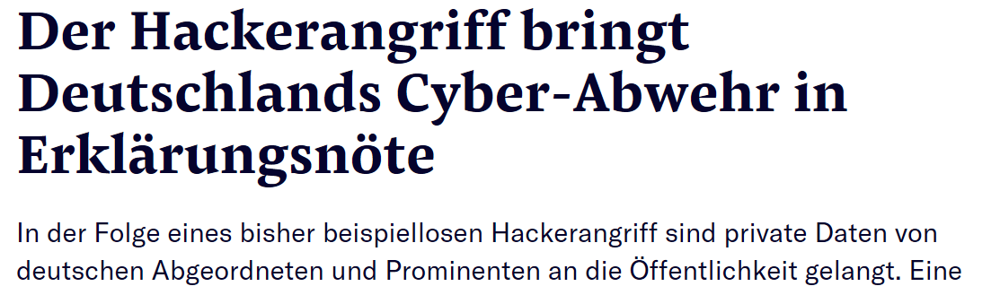 Der Hackerangriff bringt
Deutschlands Cyber-Abwehr in
Erklärungsnöte
In der Folge eines bisher beispiellosen Hackerangriff sind private Daten von
deutschen Abgeordneten und Prominenten an die Öffentlichkeit gelangt. Eine